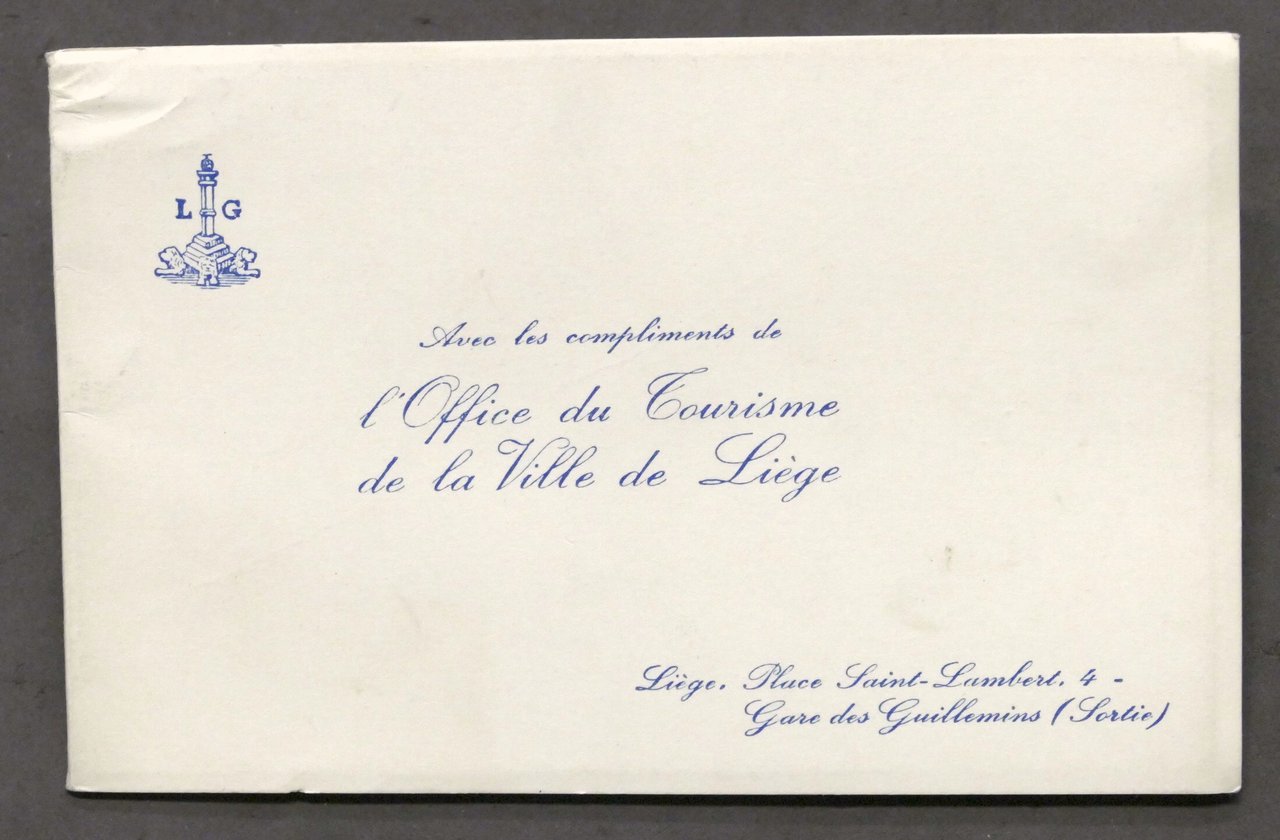 L G
Avec les compliments de
l'Office du Tourisme
de la Ville de Liège
Liège. Place Saint-Lambert. 4 -
Gare des Guillemins (Sortie)